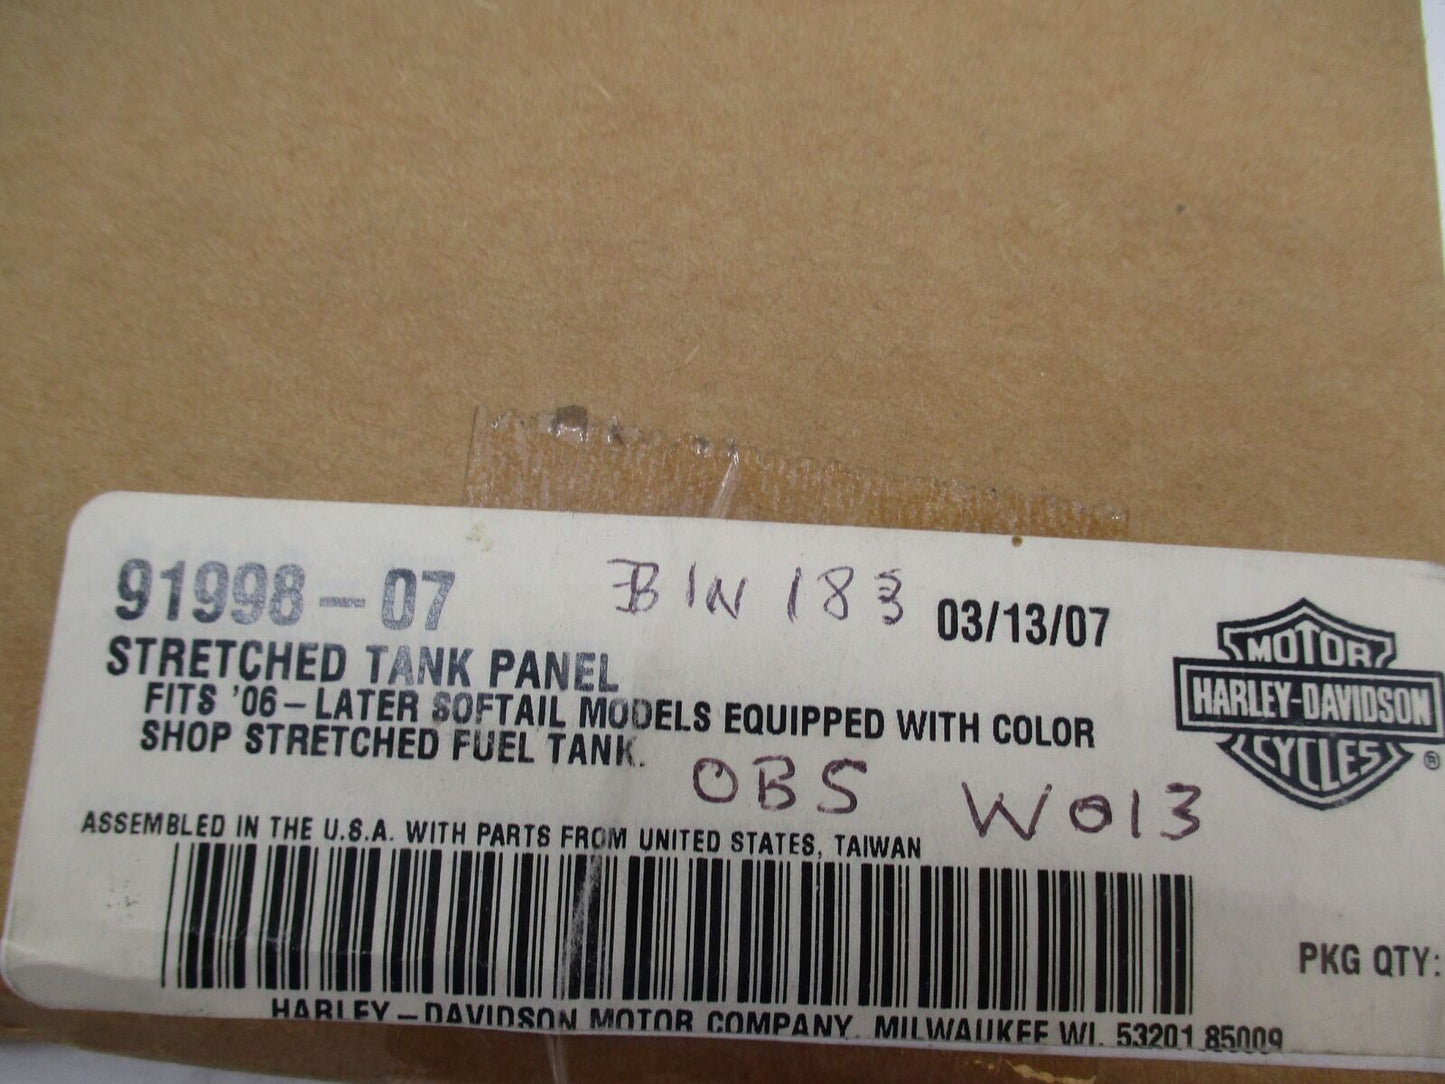 91998-07 BIN 183 03/13/07
STRETCHED TANK PANEL
FITS '06-LATER SOFTAIL MODELS EQUIPPED WITH COLOR
SHOP STRETCHED FUEL TANK.
OBS W013
MOTOR
HARLEY-DAVIDSON
CYCLES
®
ASSEMBLED IN THE U.S.A. WITH PARTS FROM UNITED STATES, TAIWAN
PKG QTY:
HARLEY-DAVIDSON MOTOR COMPANY, MILWAUKEE WI. 53201 85009